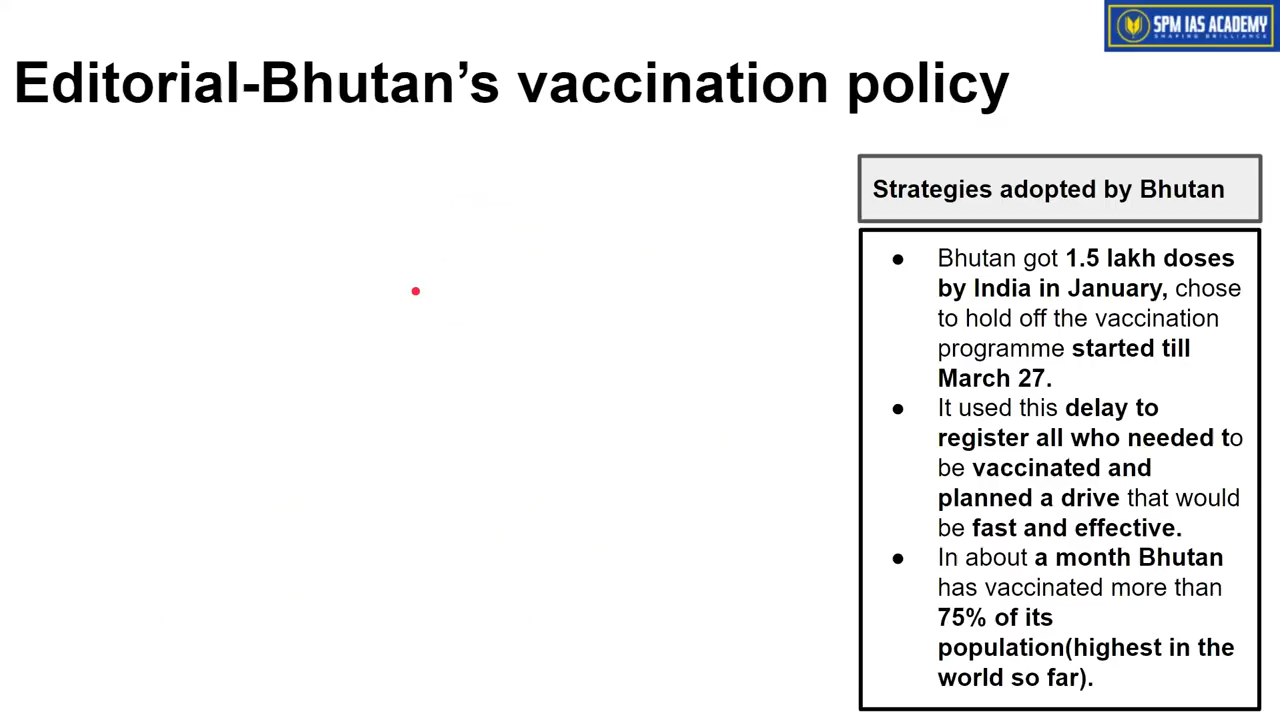 SPM IAS ACADEMY
SHAPING BRILLIANCE
Editorial-Bhutan’s vaccination policy
Strategies adopted by Bhutan
● Bhutan got 1.5 lakh doses
by India in January, chose
to hold off the vaccination
programme started till
March 27.
● It used this delay to
register all who needed to
be vaccinated and
planned a drive that would
be fast and effective.
● In about a month Bhutan
has vaccinated more than
75% of its
population(highest in the
world so far).